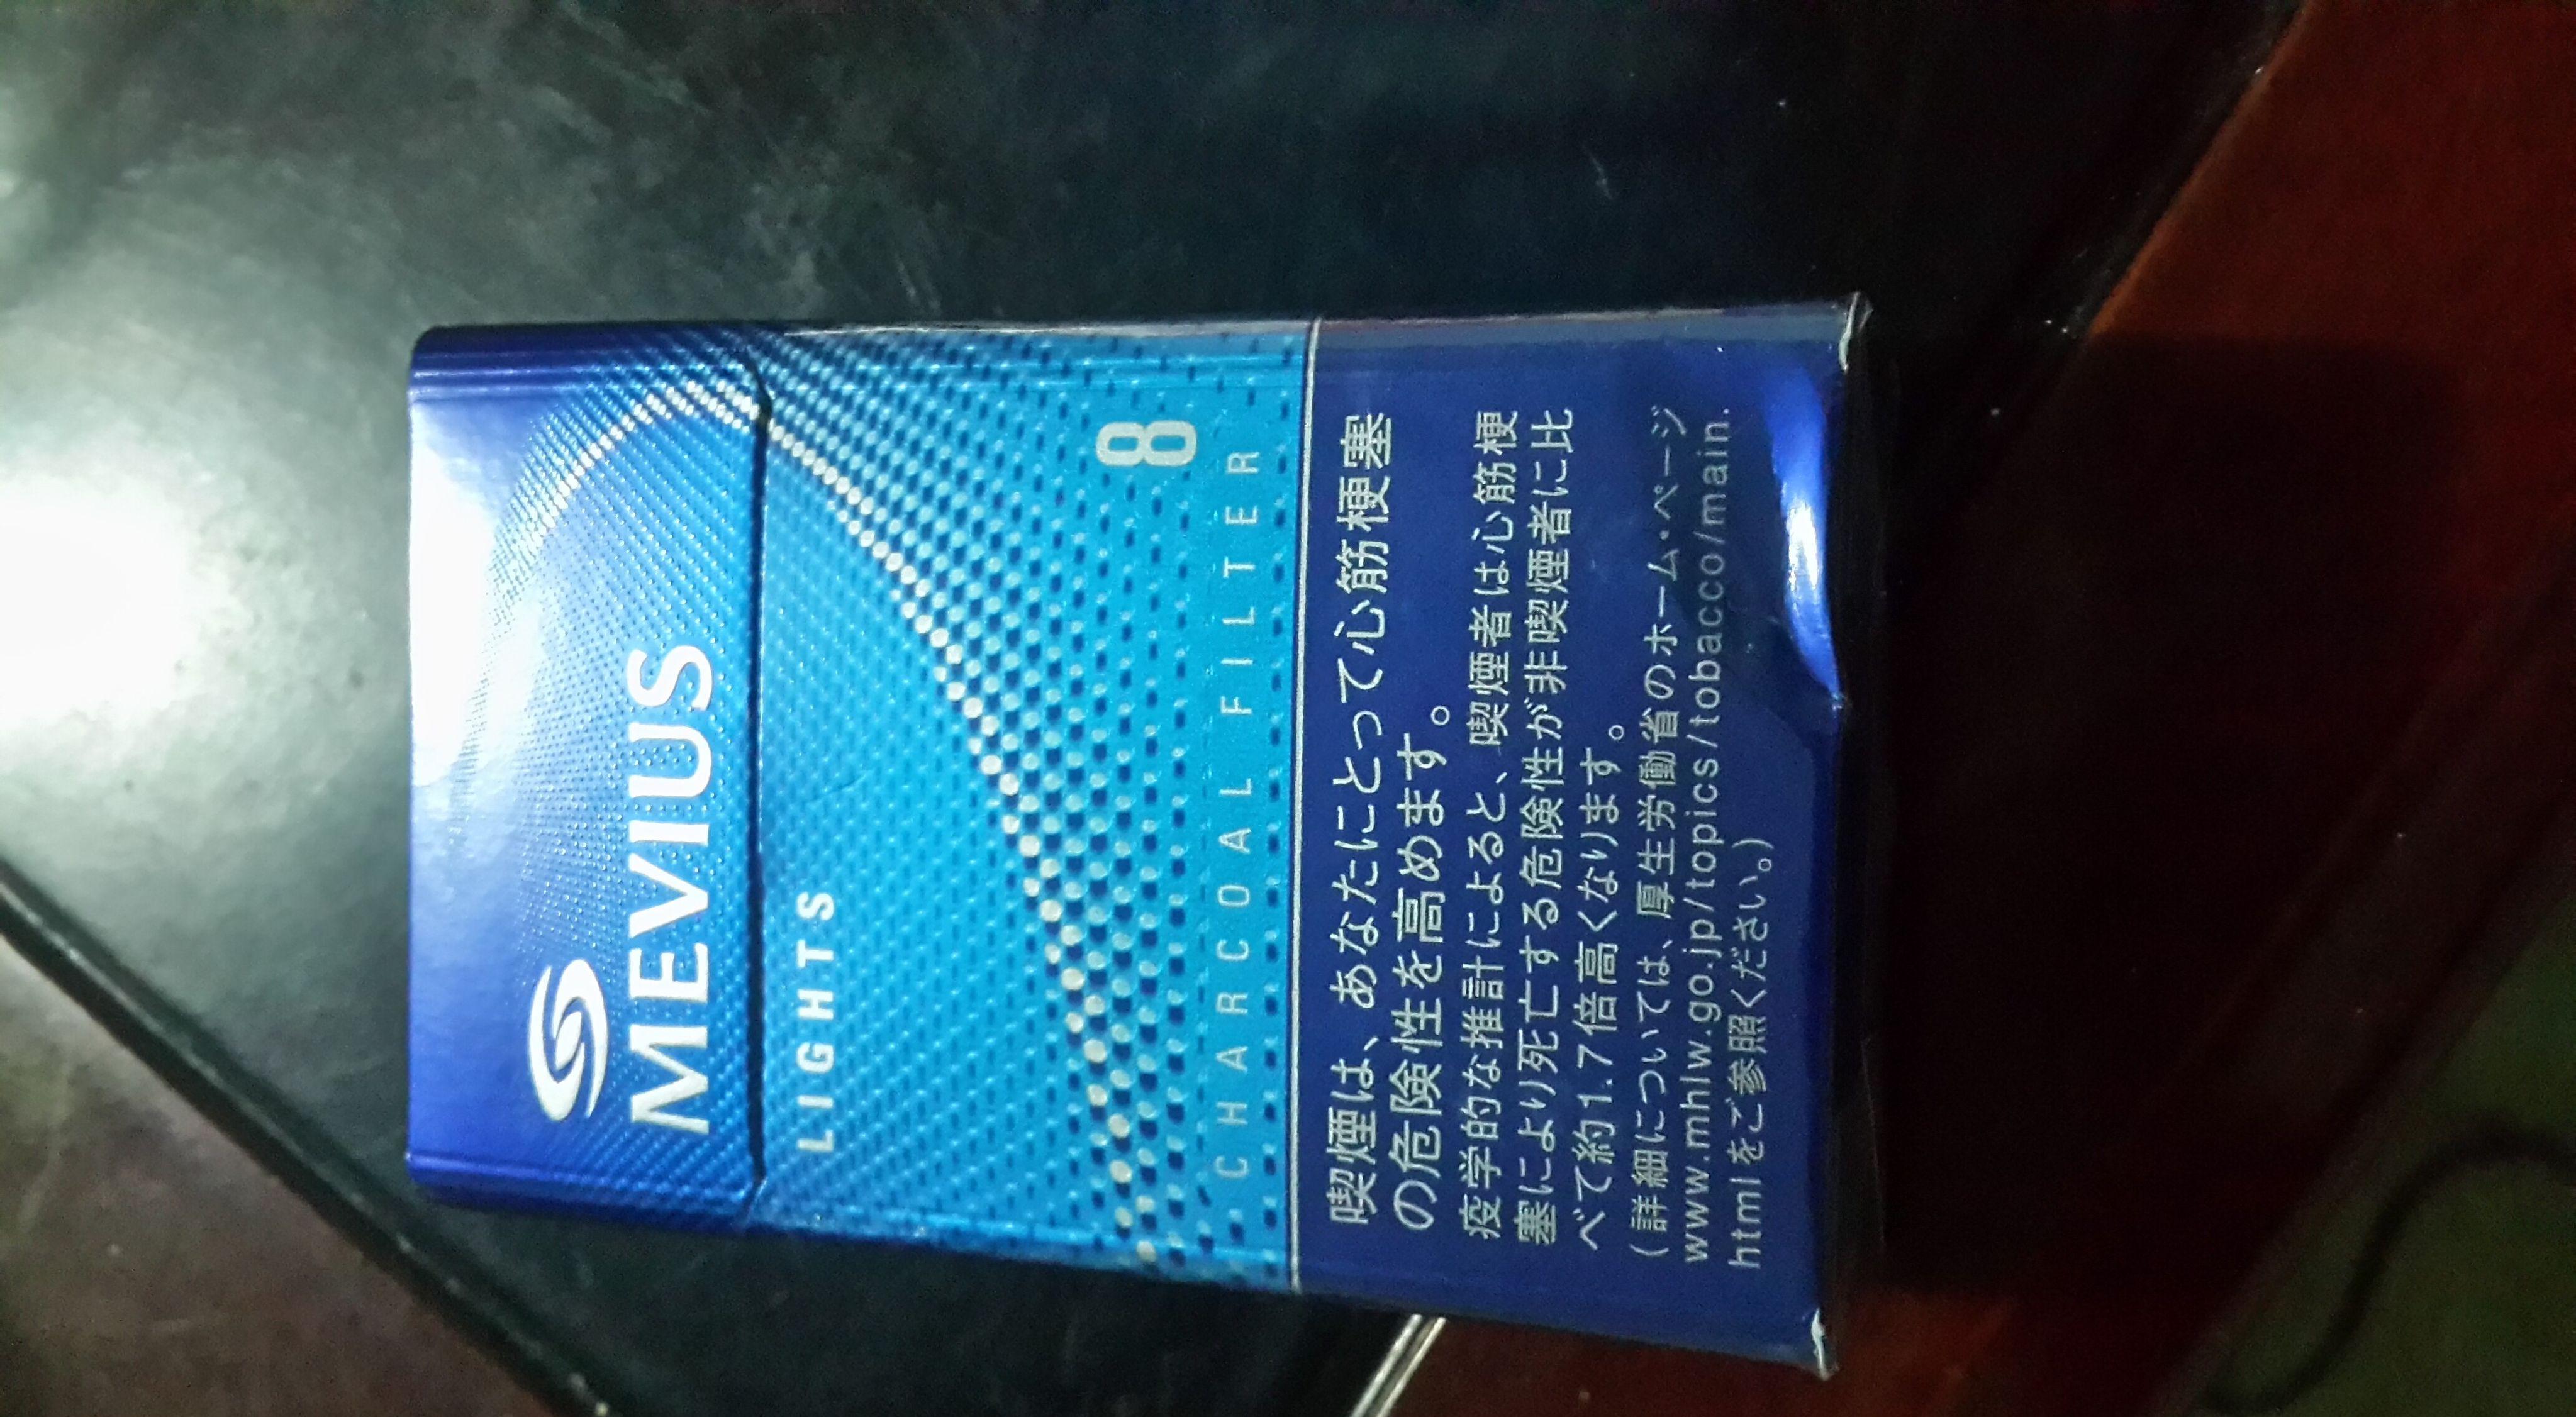 MEVIUS
LIGHTS
8
CHARCOAL FILTER
喫煙は、あなたにとって心筋梗塞
の危険性を高めます。
疫学的な推計によると、喫煙者は心筋梗
塞により死亡する危険性が非喫煙者に比
べて約1.7倍高くなります。
(詳細については、厚生労働省のホーム・ページ
www.mhlw.go.jp/topics/tobacco/main.
htmlをご参照ください。)